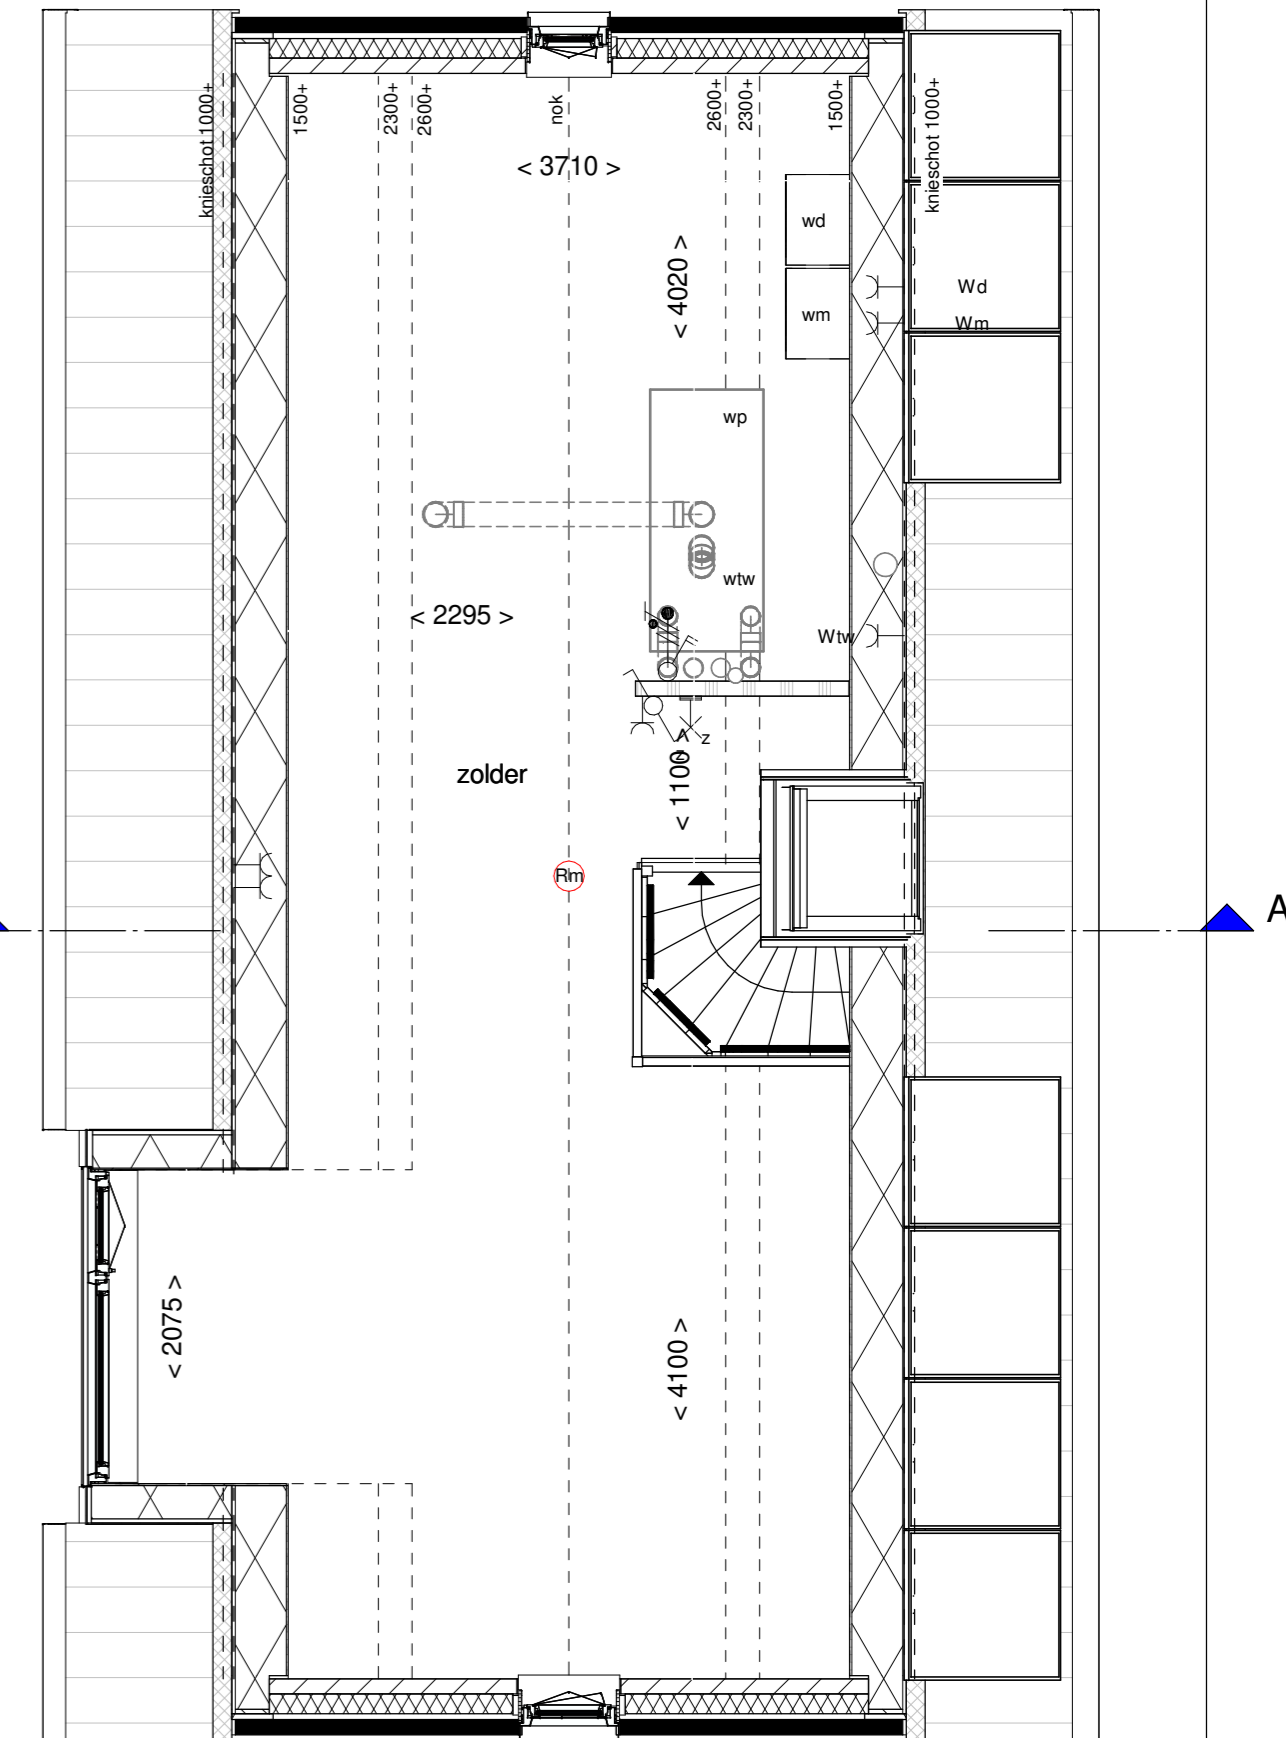 knieschot 1000+
1500+
2300+
2600+
nok
2600+
2300+
1500+
knieschot 1000+
< 3710 >
wd
< 4020 >
Wd
wm
Wm
wp
wtw
< 2295 >
Wtw
z
< 1100 >
zolder
Rm
A
< 2075 >
< 4100 >